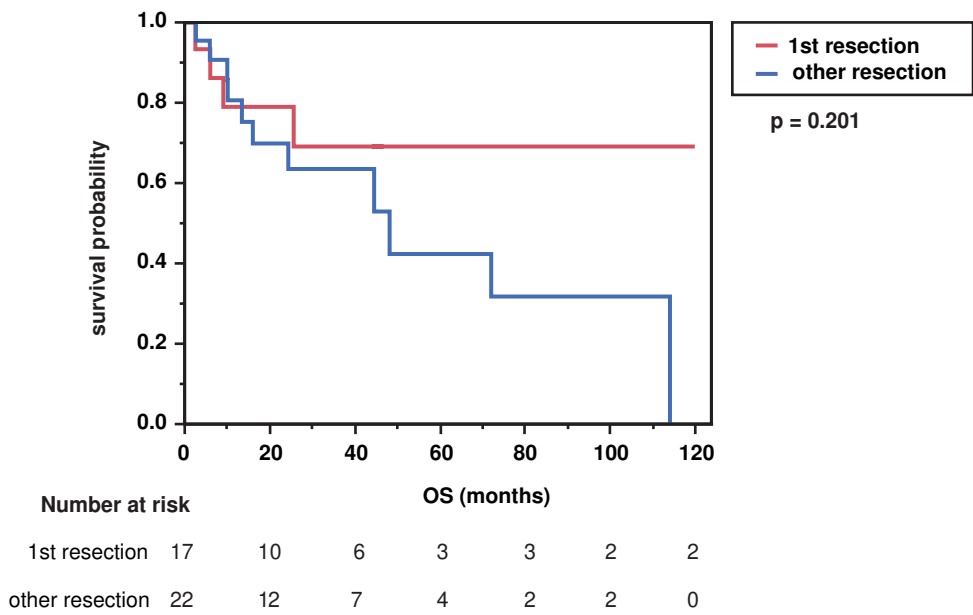 1st resection
other resection
p = 0.201
survival probability
1.0
0.8
0.6
0.4
0.2
0.0
0 20 40 60 80 100 120
OS (months)
Number at risk
1st resection 17 10 6 3 3 2 2
other resection 22 12 7 4 2 2 0